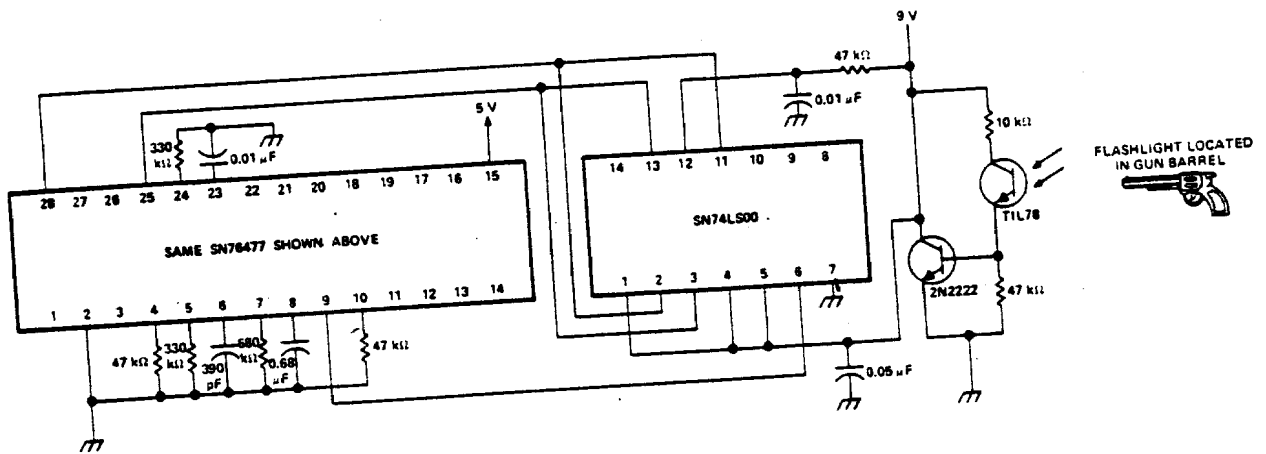 9 V
47 kΩ
0.01 µF
5 V
330
kΩ
0.01 µF
10 kΩ
FLASHLIGHT LOCATED
IN GUN BARREL
TIL78
28 27 26 25 24 23 22 21 20 19 18 17 16 15
SAME SN76477 SHOWN ABOVE
1 2 3 4 5 6 7 8 9 10 11 12 13 14
14 13 12 11 10 9 8
SN74LS00
1 2 3 4 5 6 7
2N2222
47 kΩ
47 kΩ
330
kΩ
390
pF
680
kΩ
0.68
µF
47 kΩ
0.05 µF